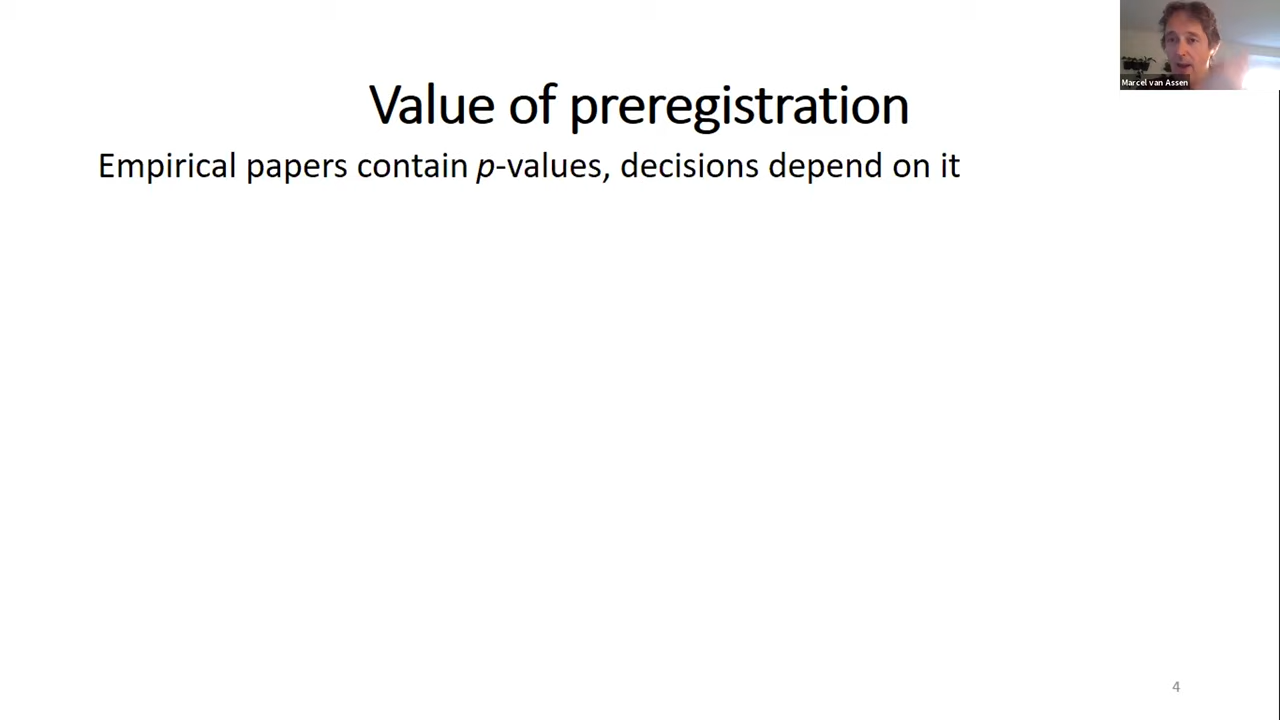 Marcel van Assen
Value of preregistration
Empirical papers contain p-values, decisions depend on it
4